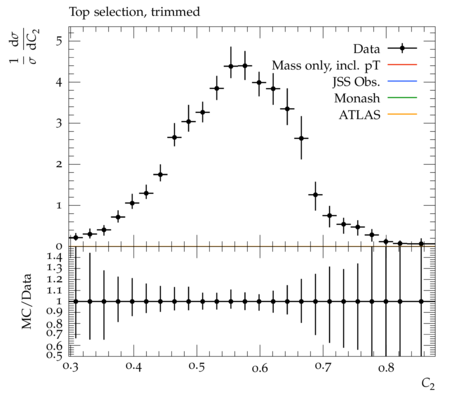 Top selection, trimmed
1/σ dσ/dC₂
5
4
3
2
1
0
Data
Mass only, incl. pT
JSS Obs.
Monash
ATLAS
MC/Data
1.4
1.3
1.2
1.1
1
0.9
0.8
0.7
0.6
0.5
0.3 0.4 0.5 0.6 0.7 0.8
C₂